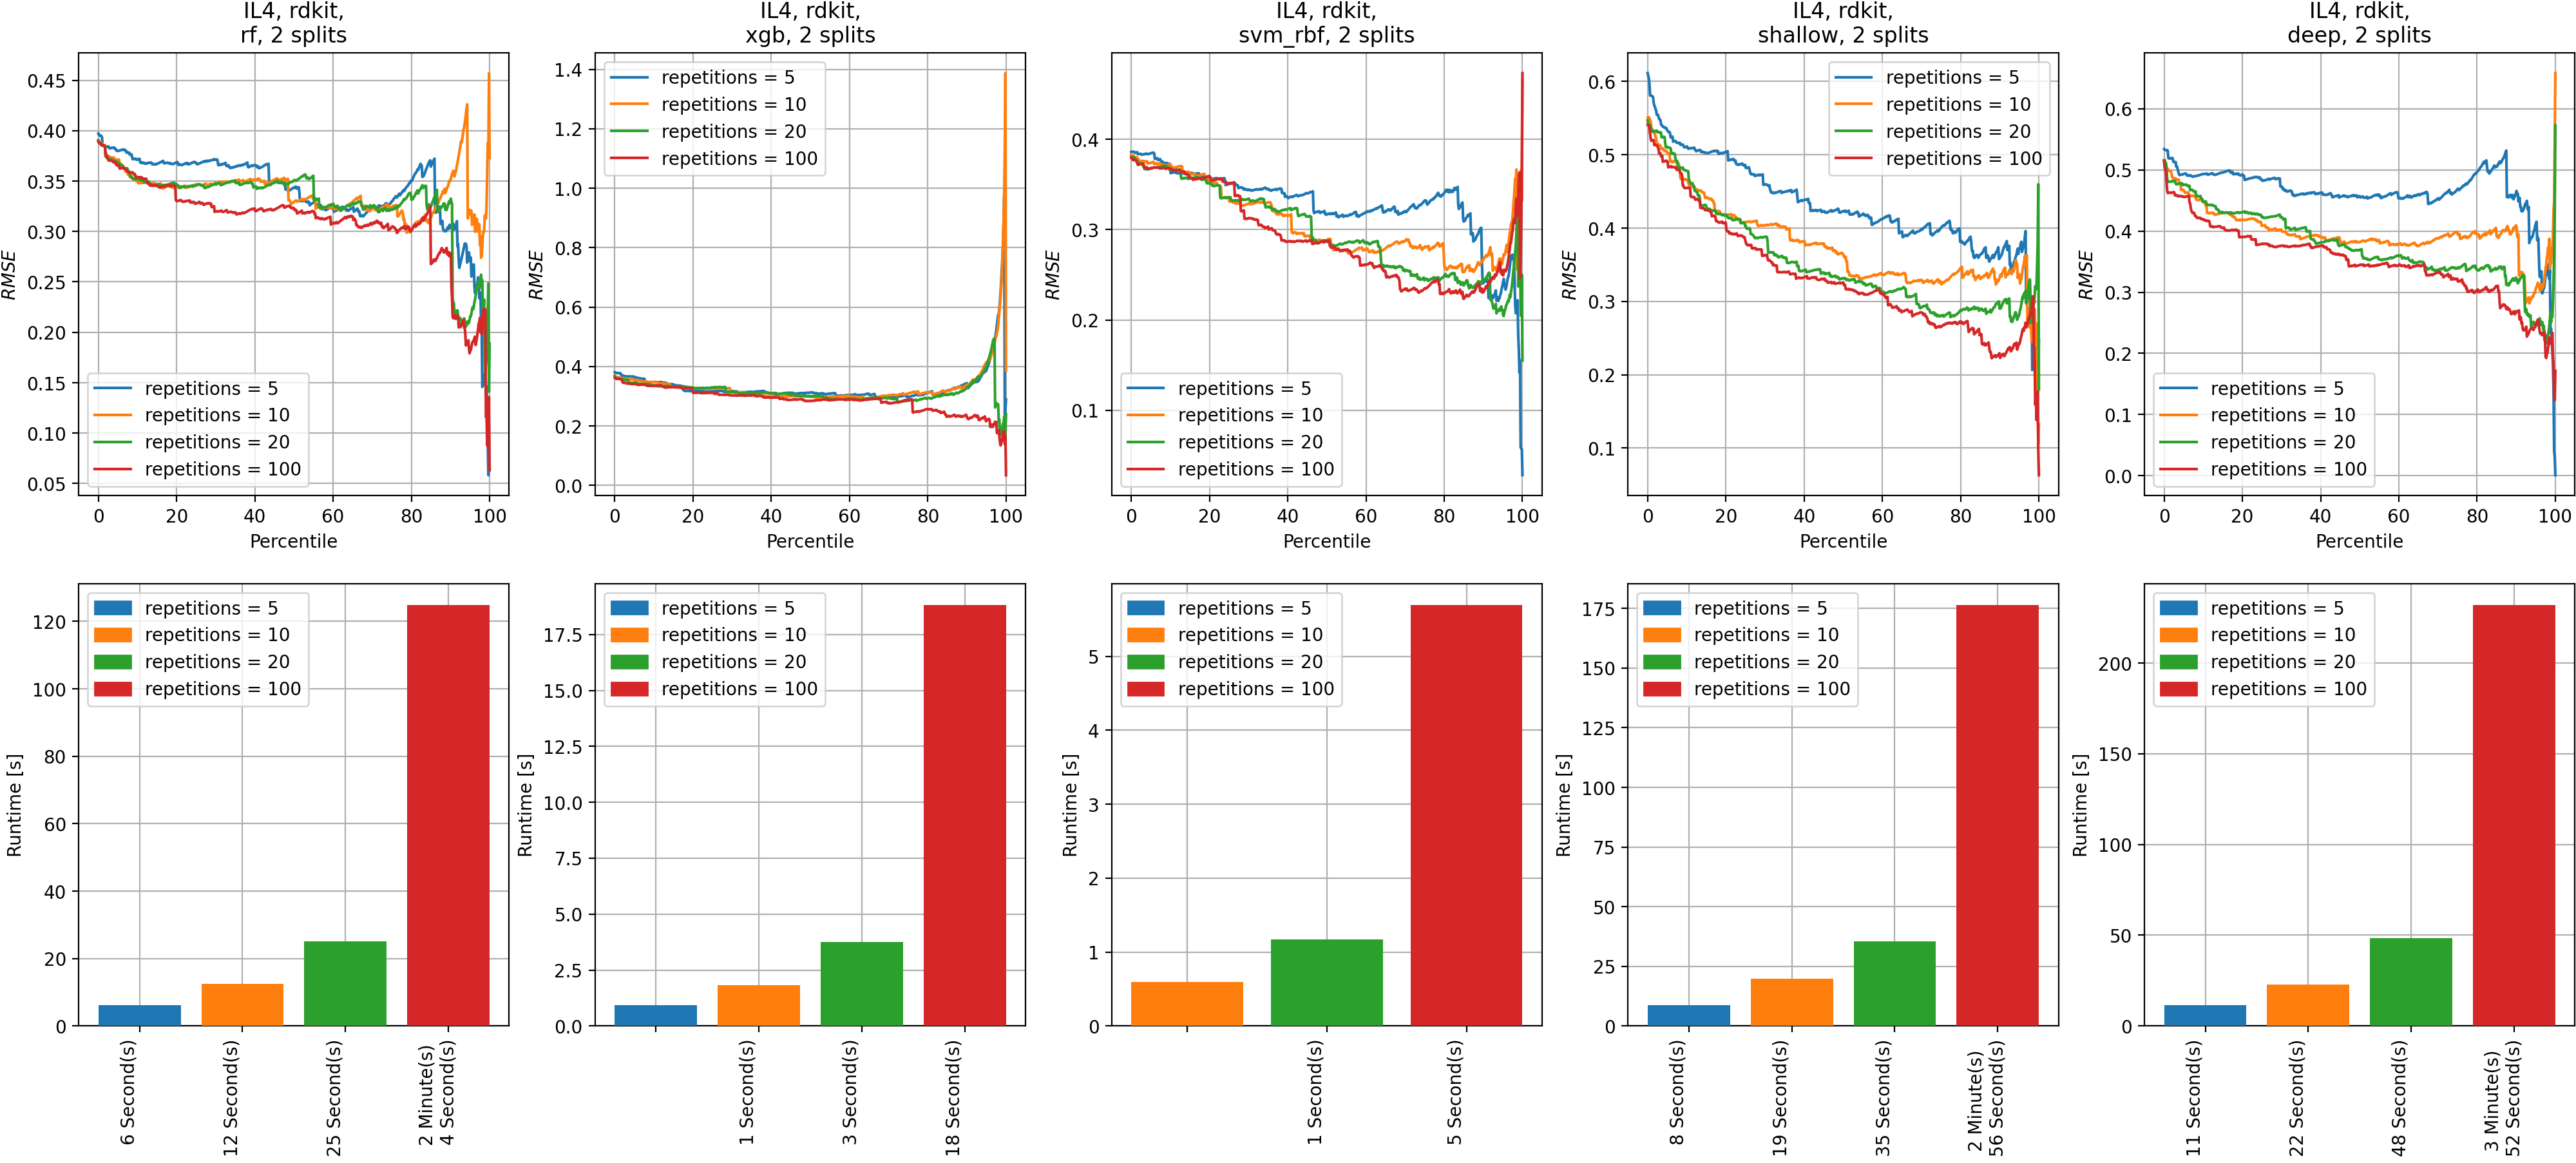 IL4, rdkit,
rf, 2 splits
RMSE
0.45
0.40
0.35
0.30
0.25
0.20
0.15
0.10
0.05
repetitions = 5
repetitions = 10
repetitions = 20
repetitions = 100
0 20 40 60 80 100
Percentile
IL4, rdkit,
xgb, 2 splits
RMSE
1.4
1.2
1.0
0.8
0.6
0.4
0.2
0.0
repetitions = 5
repetitions = 10
repetitions = 20
repetitions = 100
0 20 40 60 80 100
Percentile
IL4, rdkit,
svm_rbf, 2 splits
RMSE
0.4
0.3
0.2
0.1
repetitions = 5
repetitions = 10
repetitions = 20
repetitions = 100
0 20 40 60 80 100
Percentile
IL4, rdkit,
shallow, 2 splits
RMSE
0.6
0.5
0.4
0.3
0.2
0.1
repetitions = 5
repetitions = 10
repetitions = 20
repetitions = 100
0 20 40 60 80 100
Percentile
IL4, rdkit,
deep, 2 splits
RMSE
0.6
0.5
0.4
0.3
0.2
0.1
0.0
repetitions = 5
repetitions = 10
repetitions = 20
repetitions = 100
0 20 40 60 80 100
Percentile
Runtime [s]
120
100
80
60
40
20
0
repetitions = 5
repetitions = 10
repetitions = 20
repetitions = 100
6 Second(s)
12 Second(s)
25 Second(s)
2 Minute(s)
4 Second(s)
Runtime [s]
17.5
15.0
12.5
10.0
7.5
5.0
2.5
0.0
repetitions = 5
repetitions = 10
repetitions = 20
repetitions = 100
1 Second(s)
3 Second(s)
18 Second(s)
Runtime [s]
5
4
3
2
1
0
repetitions = 5
repetitions = 10
repetitions = 20
repetitions = 100
1 Second(s)
5 Second(s)
Runtime [s]
175
150
125
100
75
50
25
0
repetitions = 5
repetitions = 10
repetitions = 20
repetitions = 100
8 Second(s)
19 Second(s)
35 Second(s)
2 Minute(s)
56 Second(s)
Runtime [s]
200
150
100
50
0
repetitions = 5
repetitions = 10
repetitions = 20
repetitions = 100
11 Second(s)
22 Second(s)
48 Second(s)
3 Minute(s)
52 Second(s)